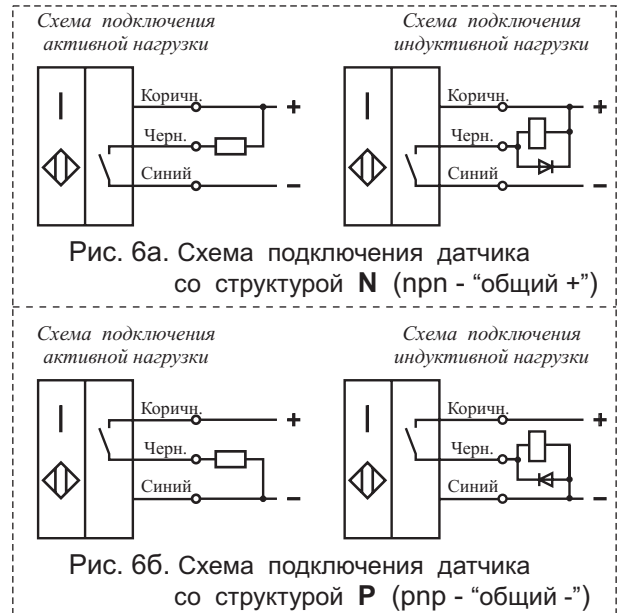 Схема подключения
активной нагрузки
Коричн.
+
Черн.
Синий
−
Схема подключения
индуктивной нагрузки
Коричн.
+
Черн.
Синий
−
Рис. 6а. Схема подключения датчика
со структурой N (npn - “общий +”)
Схема подключения
активной нагрузки
Коричн.
+
Черн.
Синий
−
Схема подключения
индуктивной нагрузки
Коричн.
+
Черн.
Синий
−
Рис. 6б. Схема подключения датчика
со структурой P (pnp - “общий -”)